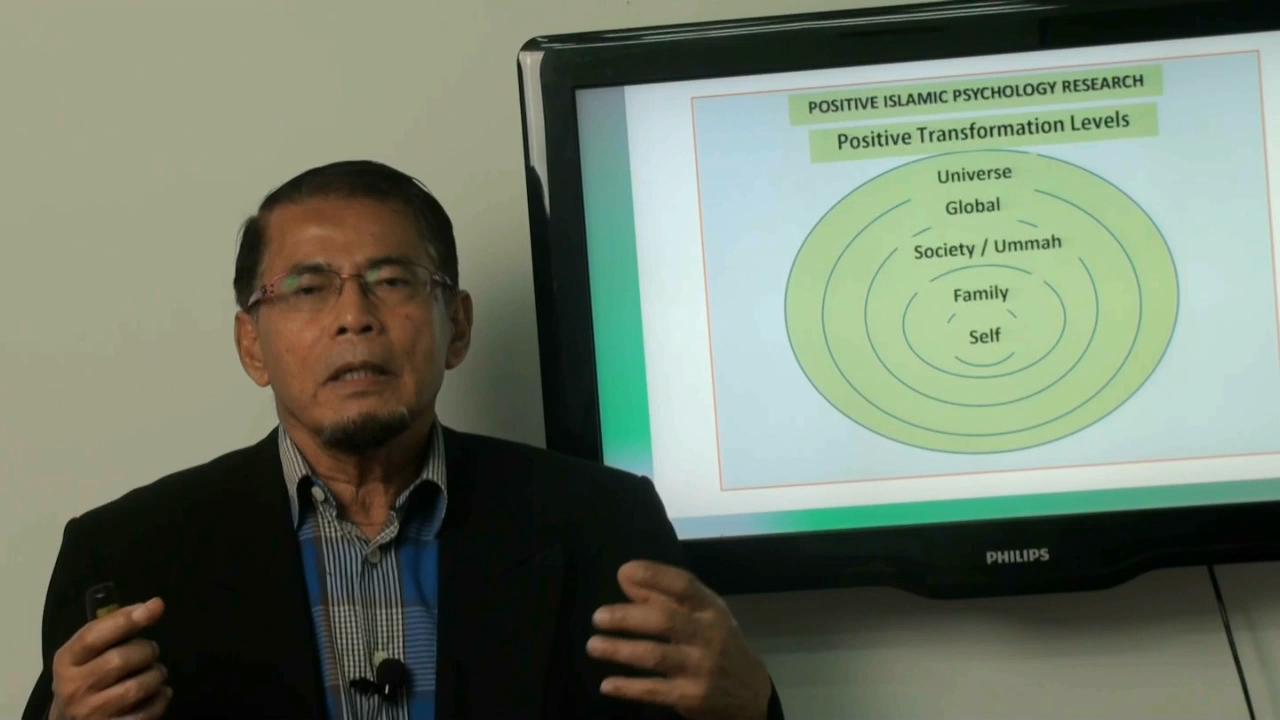 POSITIVE ISLAMIC PSYCHOLOGY RESEARCH
Positive Transformation Levels
Universe
Global
Society / Ummah
Family
Self
PHILIPS